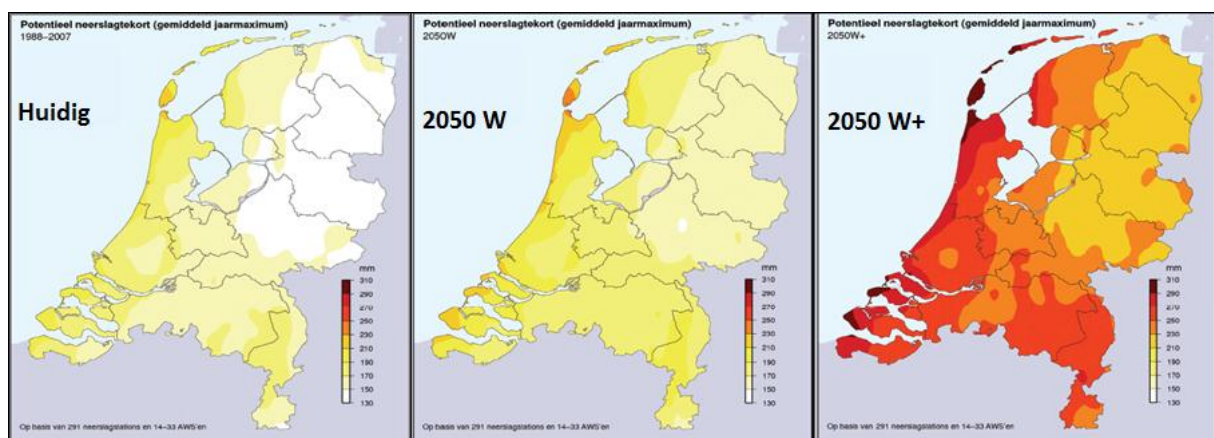 Potentieel neerslagtekort (gemiddeld jaarmaximum)
1988–2007
Huidig
mm
310
290
270
250
230
210
190
170
150
130
Op basis van 291 neerslagstations en 14–33 AWS'en
Potentieel neerslagtekort (gemiddeld jaarmaximum)
2050W
2050 W
mm
310
290
270
250
230
210
190
170
150
130
Op basis van 291 neerslagstations en 14–33 AWS'en
Potentieel neerslagtekort (gemiddeld jaarmaximum)
2050W+
2050 W+
mm
310
290
270
250
230
210
190
170
150
130
Op basis van 291 neerslagstations en 14–33 AWS'en